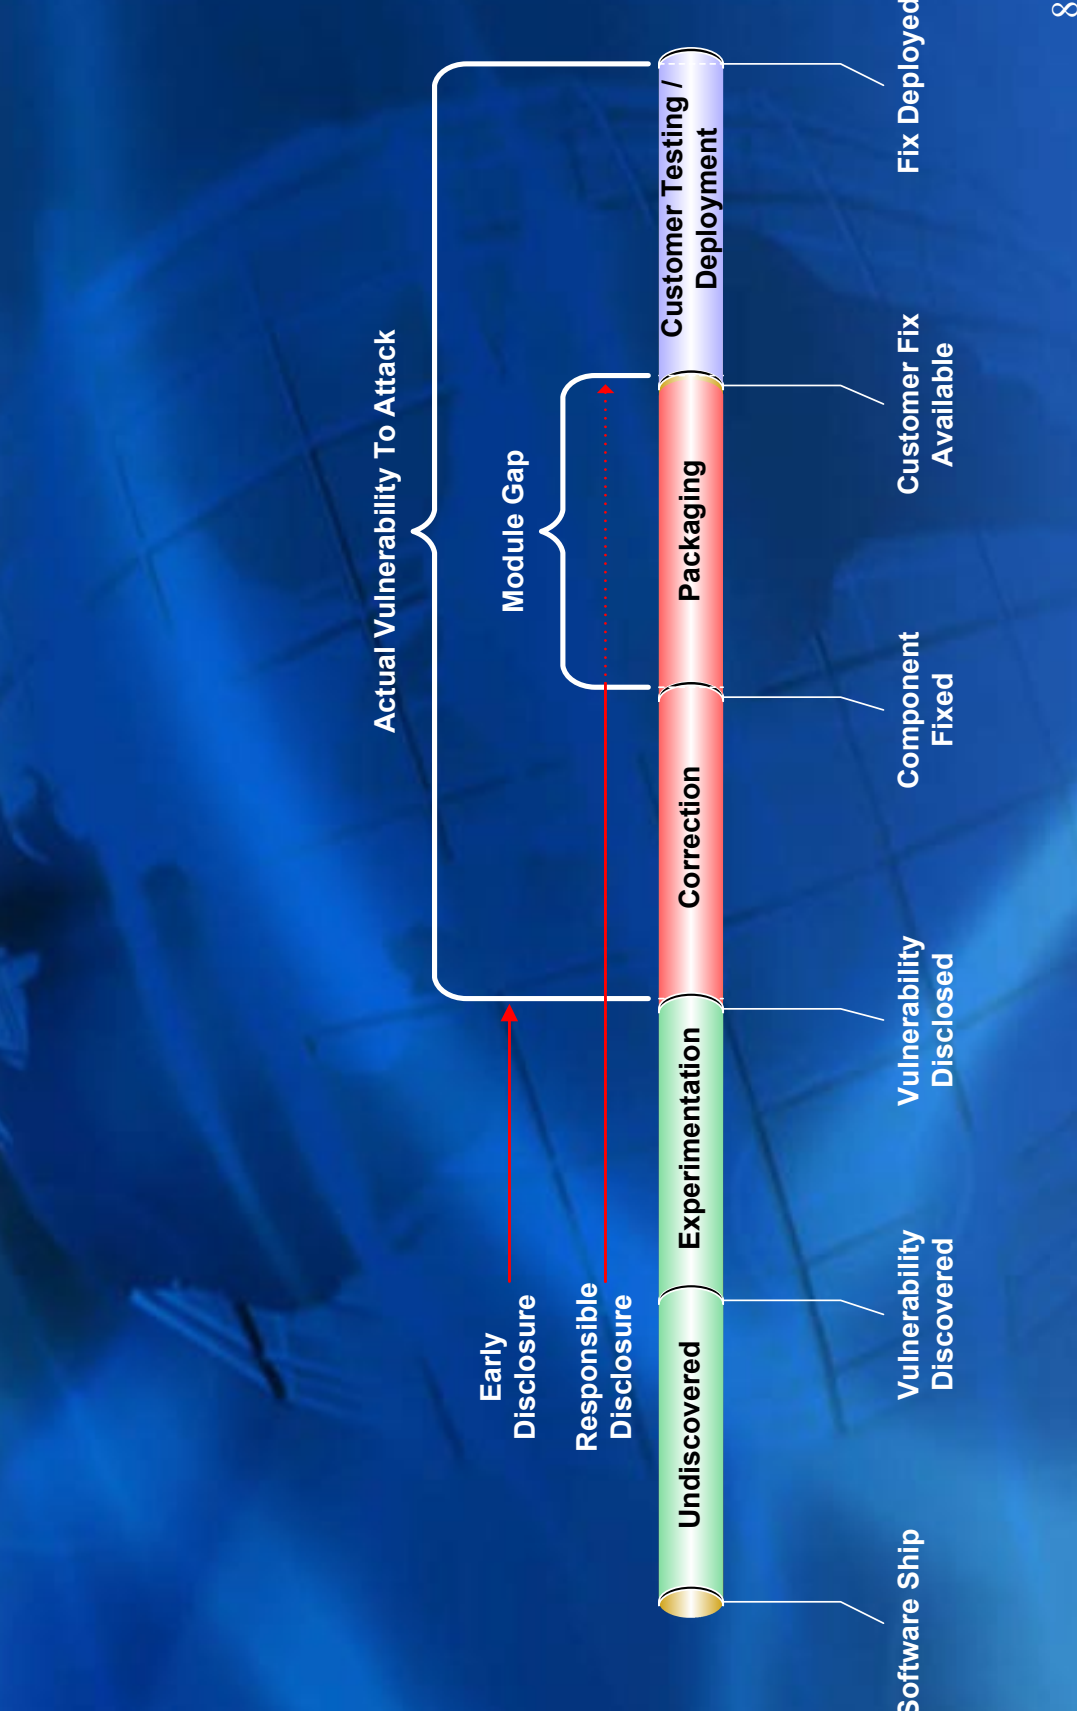 Actual Vulnerability To Attack
Module Gap
Early
Disclosure
Responsible
Disclosure
Undiscovered
Experimentation
Correction
Packaging
Customer Testing /
Deployment
Software Ship
Vulnerability
Discovered
Vulnerability
Disclosed
Component
Fixed
Customer Fix
Available
Fix Deployed
8